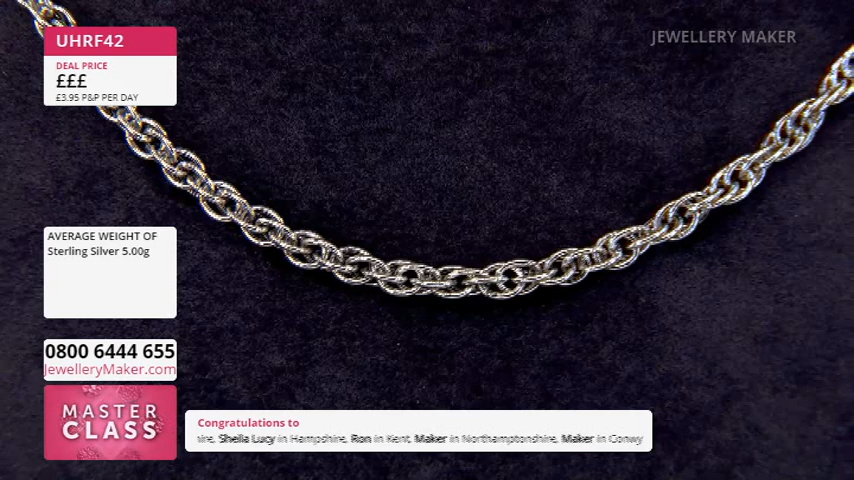 UHRF42
DEAL PRICE
£££
£3.95 P&P PER DAY
JEWELLERY MAKER
AVERAGE WEIGHT OF
Sterling Silver 5.00g
0800 6444 655
JewelleryMaker.com
MASTER
CLASS
Congratulations to
Sheila Lucy in Hampshire, Ron in Kent, Maker in Northamptonshire, Maker in Conwy